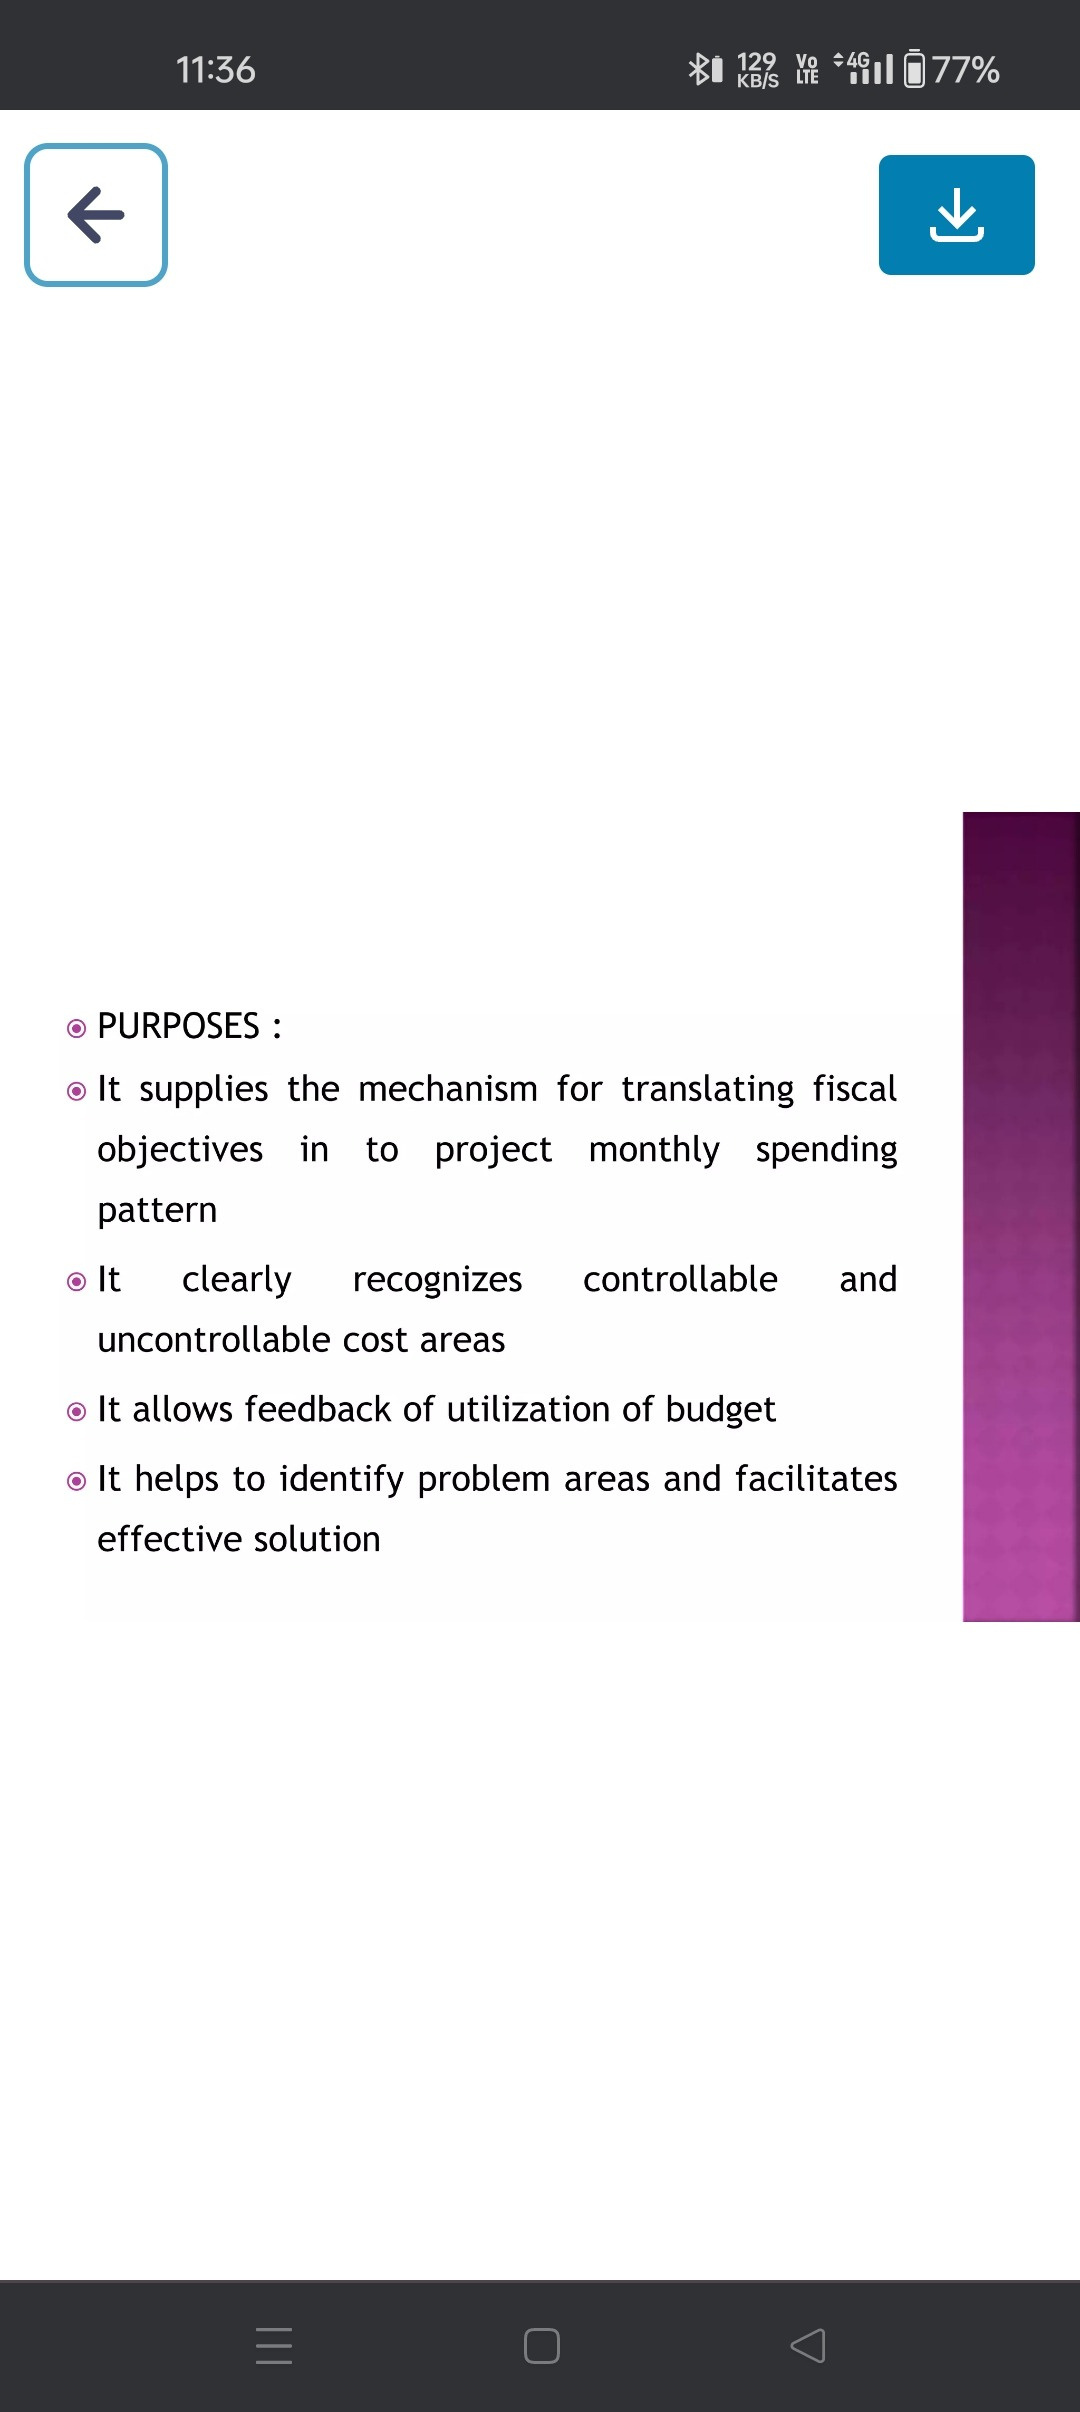 11:36
129
KB/S
Vo
LTE
4G
77%
PURPOSES :
It supplies the mechanism for translating fiscal
objectives in to project monthly spending
pattern
It clearly recognizes controllable and
uncontrollable cost areas
It allows feedback of utilization of budget
It helps to identify problem areas and facilitates
effective solution